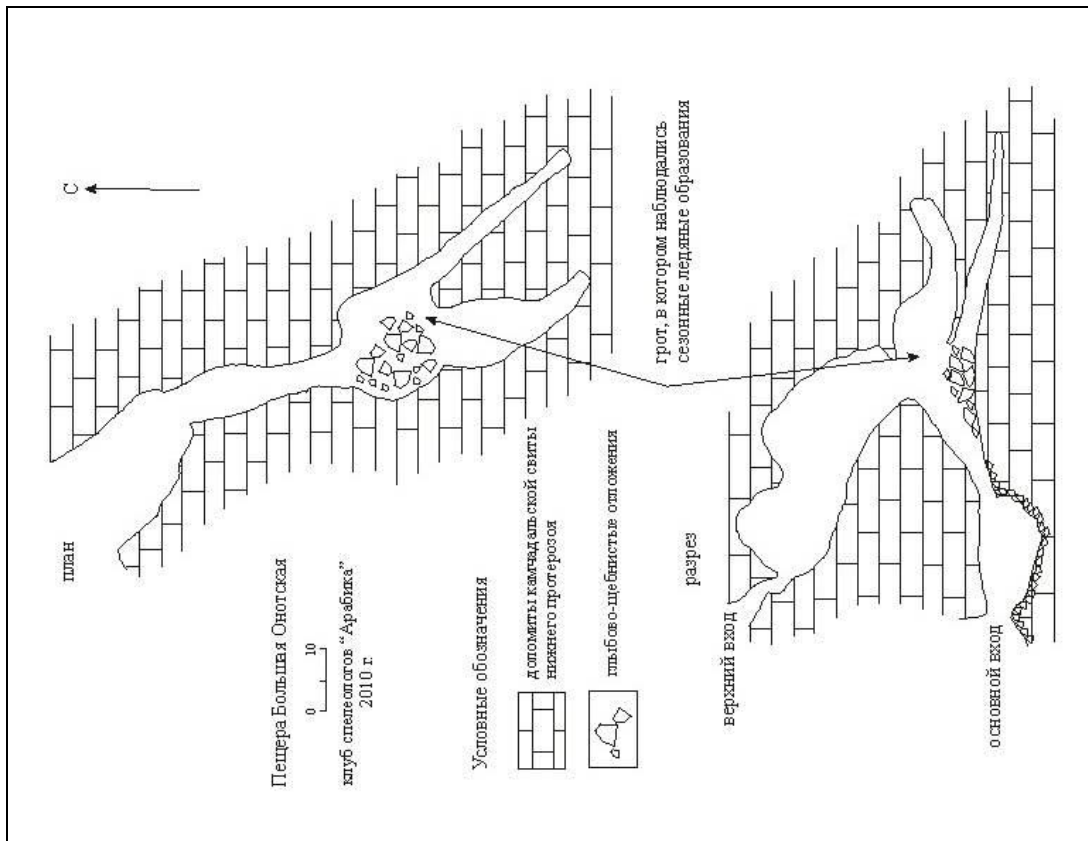 план
С
Пещера Большая Онотская
0 10
клуб спелеологов “Арабика”
2010 г.
Условные обозначения
доломиты камчадальской свиты
нижнего протерозоя
глыбово-щебнистые отложения
грот, в котором наблюдались
сезонные ледяные образования
разрез
верхний вход
основной вход